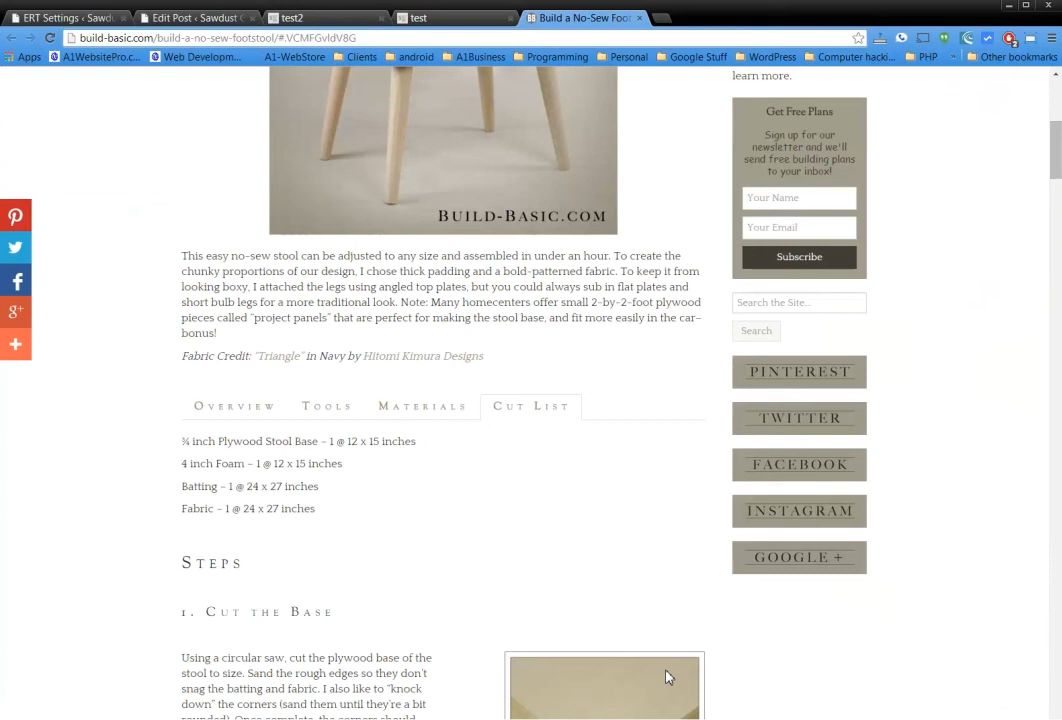 ERT Settings ‹ Sawdu
Edit Post ‹ Sawdust
test2
test
Build a No-Sew Foot
build-basic.com/build-a-no-sew-footstool/#.VCMFGvldV8G
Apps
A1WebsitePro.c...
Web Developm...
A1-WebStore
Clients
android
A1Business
Programming
Personal
Google Stuff
WordPress
Computer hacki...
PHP
»
Other bookmarks
learn more.
Get Free Plans
Sign up for our
newsletter and we'll
send free building plans
to your inbox!
Your Name
Your Email
Subscribe
Search the Site...
Search
PINTEREST
TWITTER
FACEBOOK
INSTAGRAM
GOOGLE +
BUILD-BASIC.COM
This easy no-sew stool can be adjusted to any size and assembled in under an hour. To create the
chunky proportions of our design, I chose thick padding and a bold-patterned fabric. To keep it from
looking boxy, I attached the legs using angled top plates, but you could always sub in flat plates and
short bulb legs for a more traditional look. Note: Many homecenters offer small 2-by-2-foot plywood
pieces called "project panels" that are perfect for making the stool base, and fit more easily in the car–
bonus!
Fabric Credit: "Triangle" in Navy by Hitomi Kimura Designs
OVERVIEW
TOOLS
MATERIALS
CUT LIST
¾ inch Plywood Stool Base – 1 @ 12 x 15 inches
4 inch Foam – 1 @ 12 x 15 inches
Batting – 1 @ 24 x 27 inches
Fabric – 1 @ 24 x 27 inches
STEPS
1. CUT THE BASE
Using a circular saw, cut the plywood base of the
stool to size. Sand the rough edges so they don't
snag the batting and fabric. I also like to "knock
down" the corners (sand them until they're a bit
rounded). Once complete, the corners should